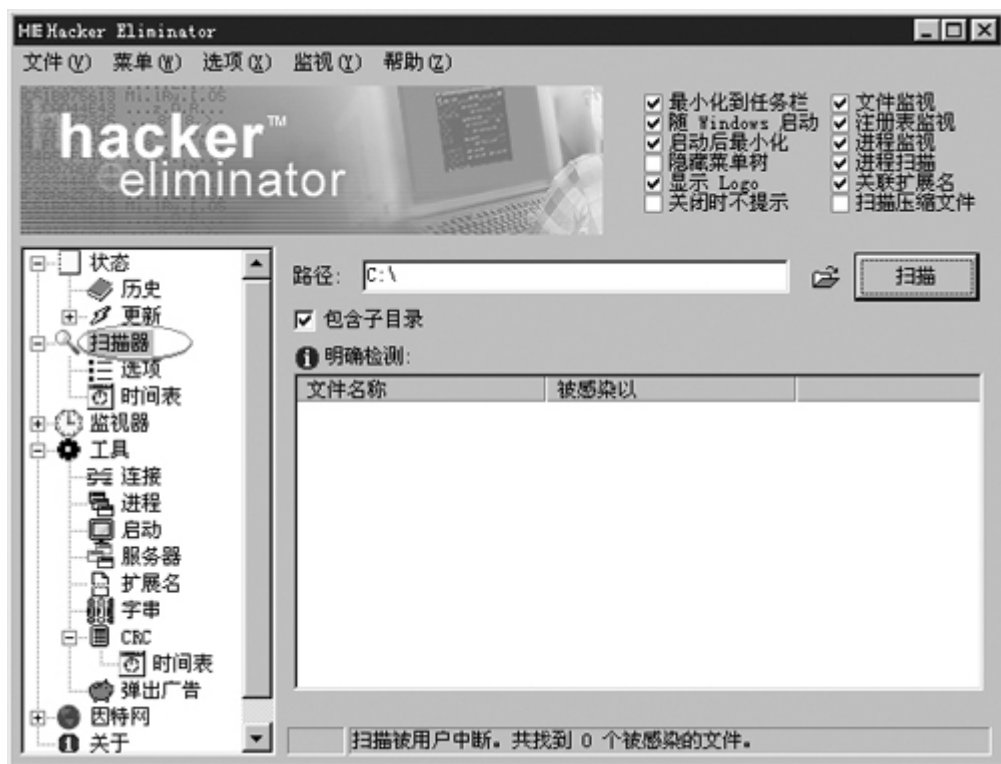 HE Hacker Eliminator
文件(V) 菜单(W) 选项(X) 监视(Y) 帮助(Z)
hacker™
eliminator
最小化到任务栏 文件监视
随 Windows 启动 注册表监视
启动后最小化 进程监视
隐藏菜单树 进程扫描
显示 Logo 关联扩展名
关闭时不提示 扫描压缩文件
状态
历史
更新
扫描器
选项
时间表
监视器
工具
连接
进程
启动
服务器
扩展名
字串
CRC
时间表
弹出广告
因特网
关于
路径: C:\ 扫描
包含子目录
明确检测:
文件名称 被感染以
扫描被用户中断。共找到 0 个被感染的文件。